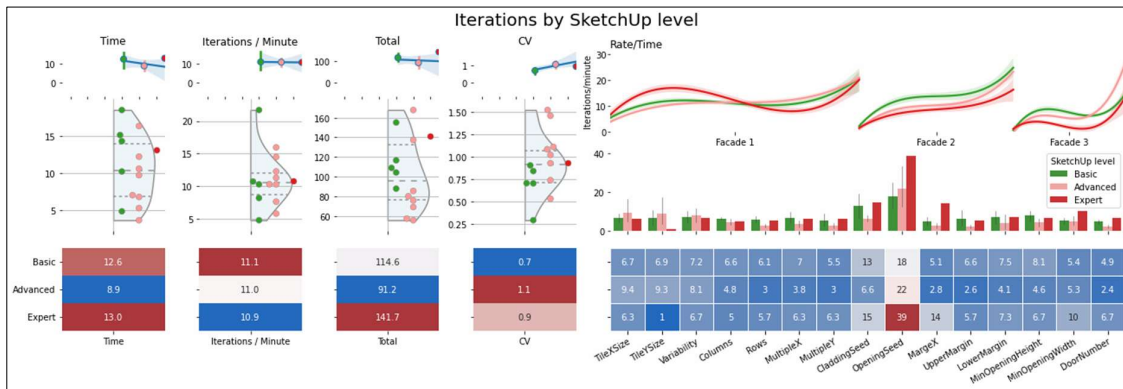 Iterations by SketchUp level
Time Iterations / Minute Total CV Rate/Time
10
0
10
0
100
0
1
0
30
20
10
0
Iterations/minute
Facade 1 Facade 2 Facade 3
15
10
5
20
15
10
5
160
140
120
100
80
60
1.50
1.25
1.00
0.75
0.50
0.25
40
20
0
SketchUp level
Basic
Advanced
Expert
Basic 12.6 11.1 114.6 0.7 6.7 6.9 7.2 6.6 6.1 7 5.5 13 18 5.1 6.6 7.5 8.1 5.4 4.9
Advanced 8.9 11.0 91.2 1.1 9.4 9.3 8.1 4.8 3 3.8 3 6.6 22 2.8 2.6 4.1 4.6 5.3 2.4
Expert 13.0 10.9 141.7 0.9 6.3 1 6.7 5 5.7 6.3 6.3 15 39 14 5.7 7.3 6.7 10 6.7
Time Iterations / Minute Total CV
TileXSize
TileYSize
Variability
Columns
Rows
MultipleX
MultipleY
CladdingSeed
OpeningSeed
MargeX
UpperMargin
LowerMargin
MinOpeningHeight
MinOpeningWidth
DoorNumber